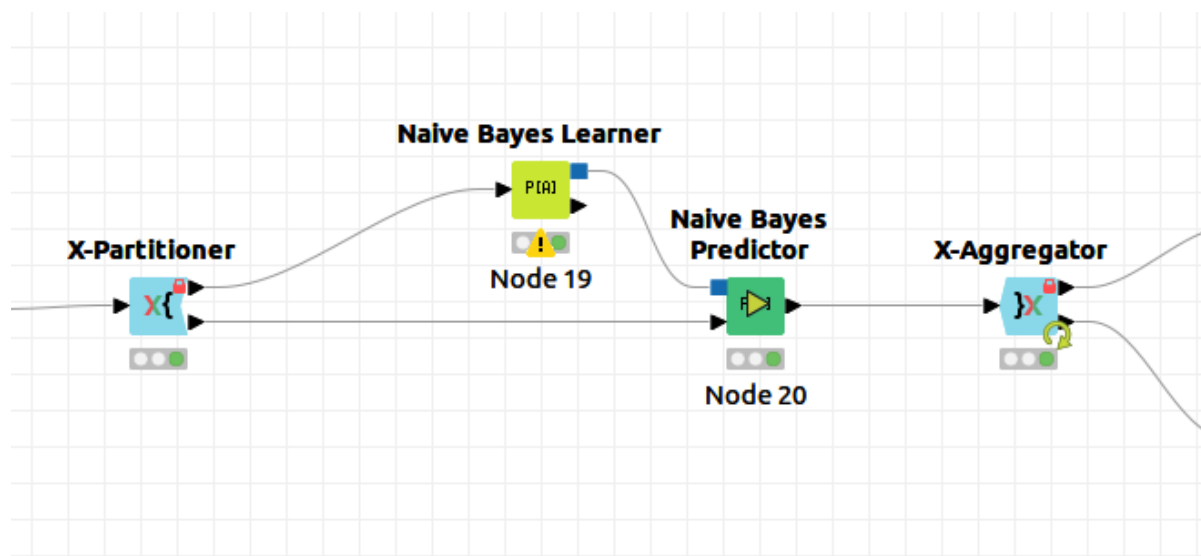 Naive Bayes Learner
P[A]
Node 19
X-Partitioner
X{
Naive Bayes
Predictor
Node 20
X-Aggregator
}X